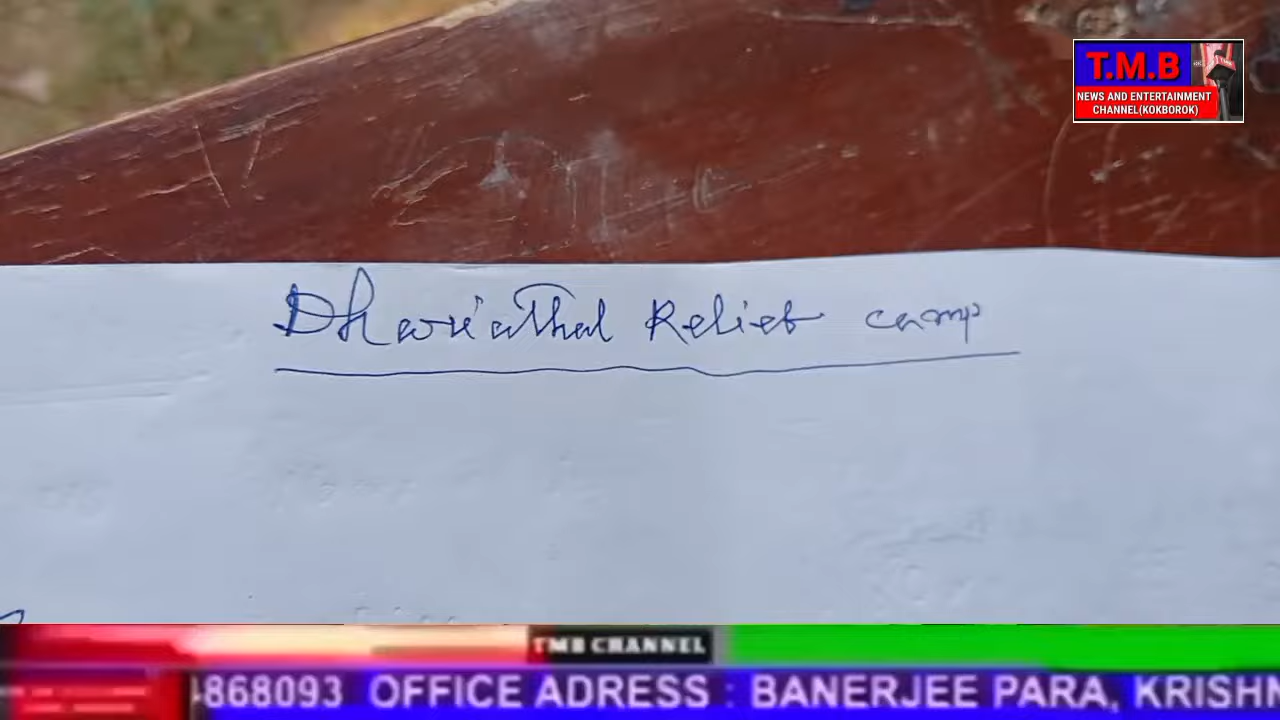 T.M.B
NEWS AND ENTERTAINMENT
CHANNEL(KOKBOROK)
Dhariathal Relief camp
TMB CHANNEL
868093 OFFICE ADRESS : BANERJEE PARA, KRISHN